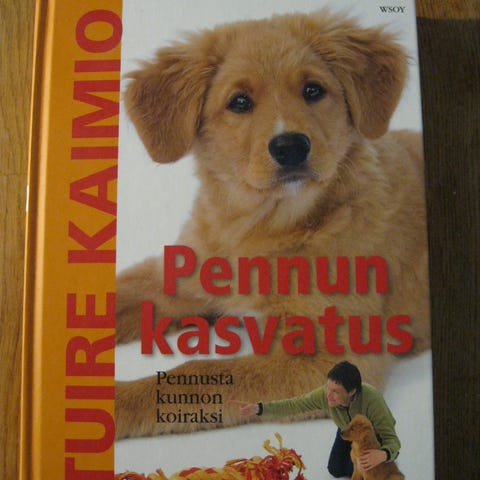 WSOY
TUIRE KAIMIO
Pennun
kasvatus
Pennusta
kunnon
koiraksi